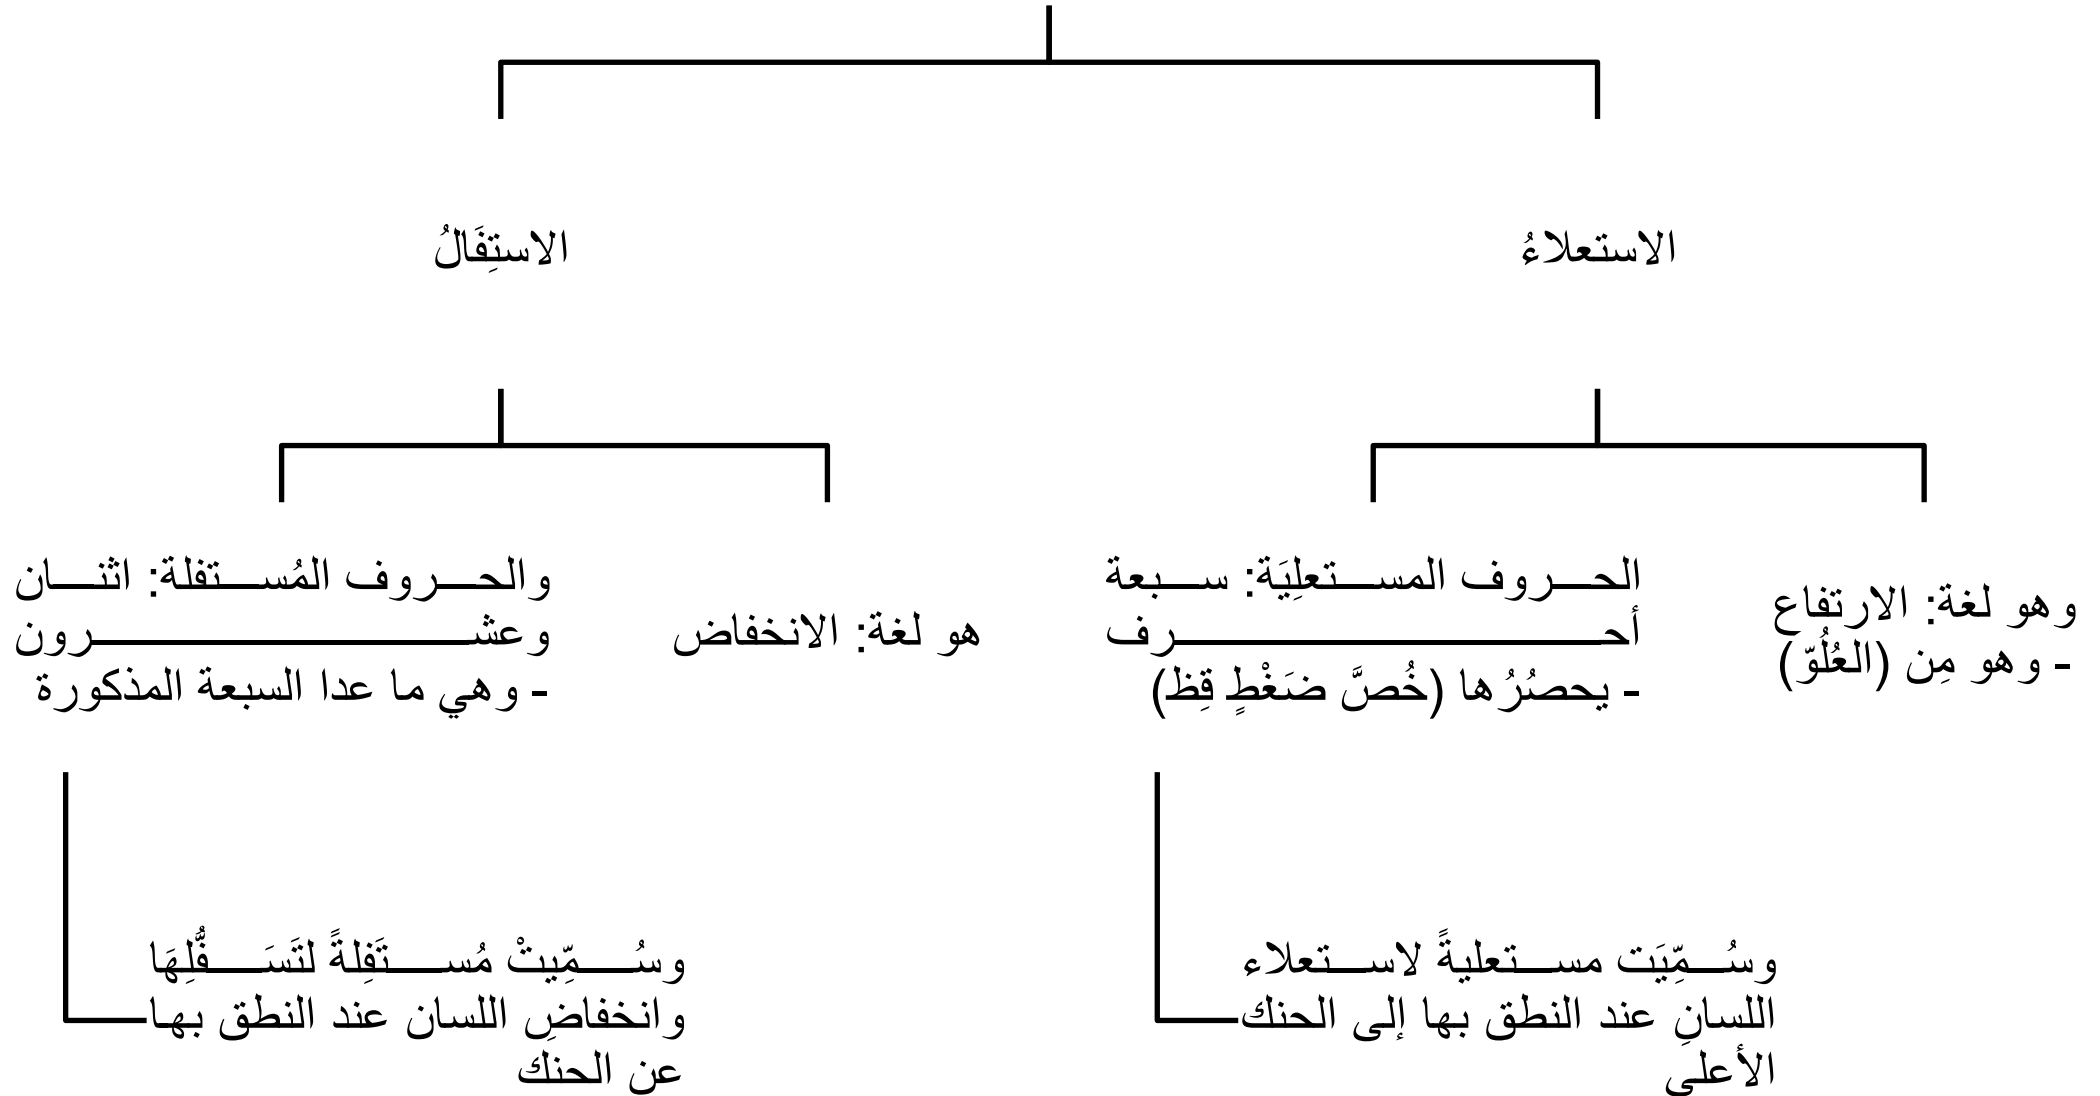 الاستعلاءُ
الاستِفَالُ
وهو لغة: الارتفاع
- وهو مِن (العُلُوّ)
الحروف المستعلِيَة: سبعة
أحرف
- يحصُرُها (خُصَّ ضَغْطٍ قِظ)
هو لغة: الانخفاض
والحروف المُستفلة: اثنان
وعشرون
- وهي ما عدا السبعة المذكورة
وسُمِّيَت مستعليةً لاستعلاء
اللسانِ عند النطق بها إلى الحنك
الأعلى
وسُمِّيتْ مُستَفِلةً لتَسَفُّلِهَا
وانخفاضِ اللسان عند النطق بها
عن الحنك